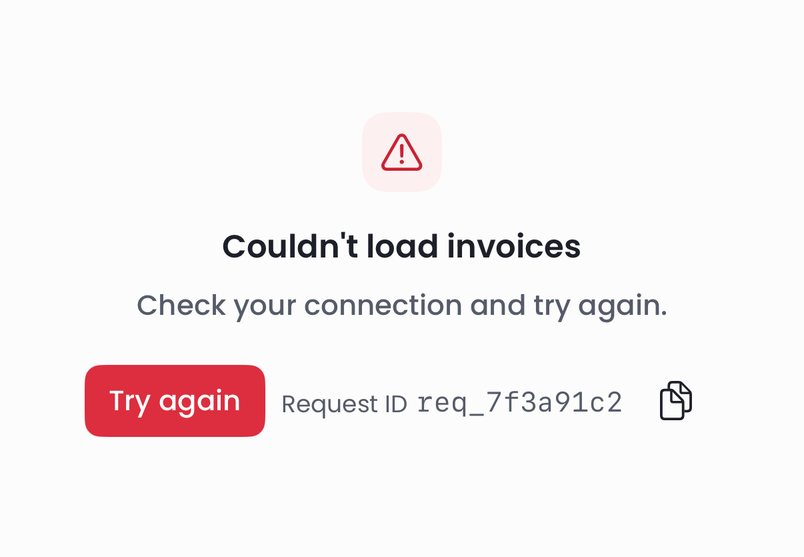 Couldn't load invoices
Check your connection and try again.
Try again Request ID req_7f3a91c2